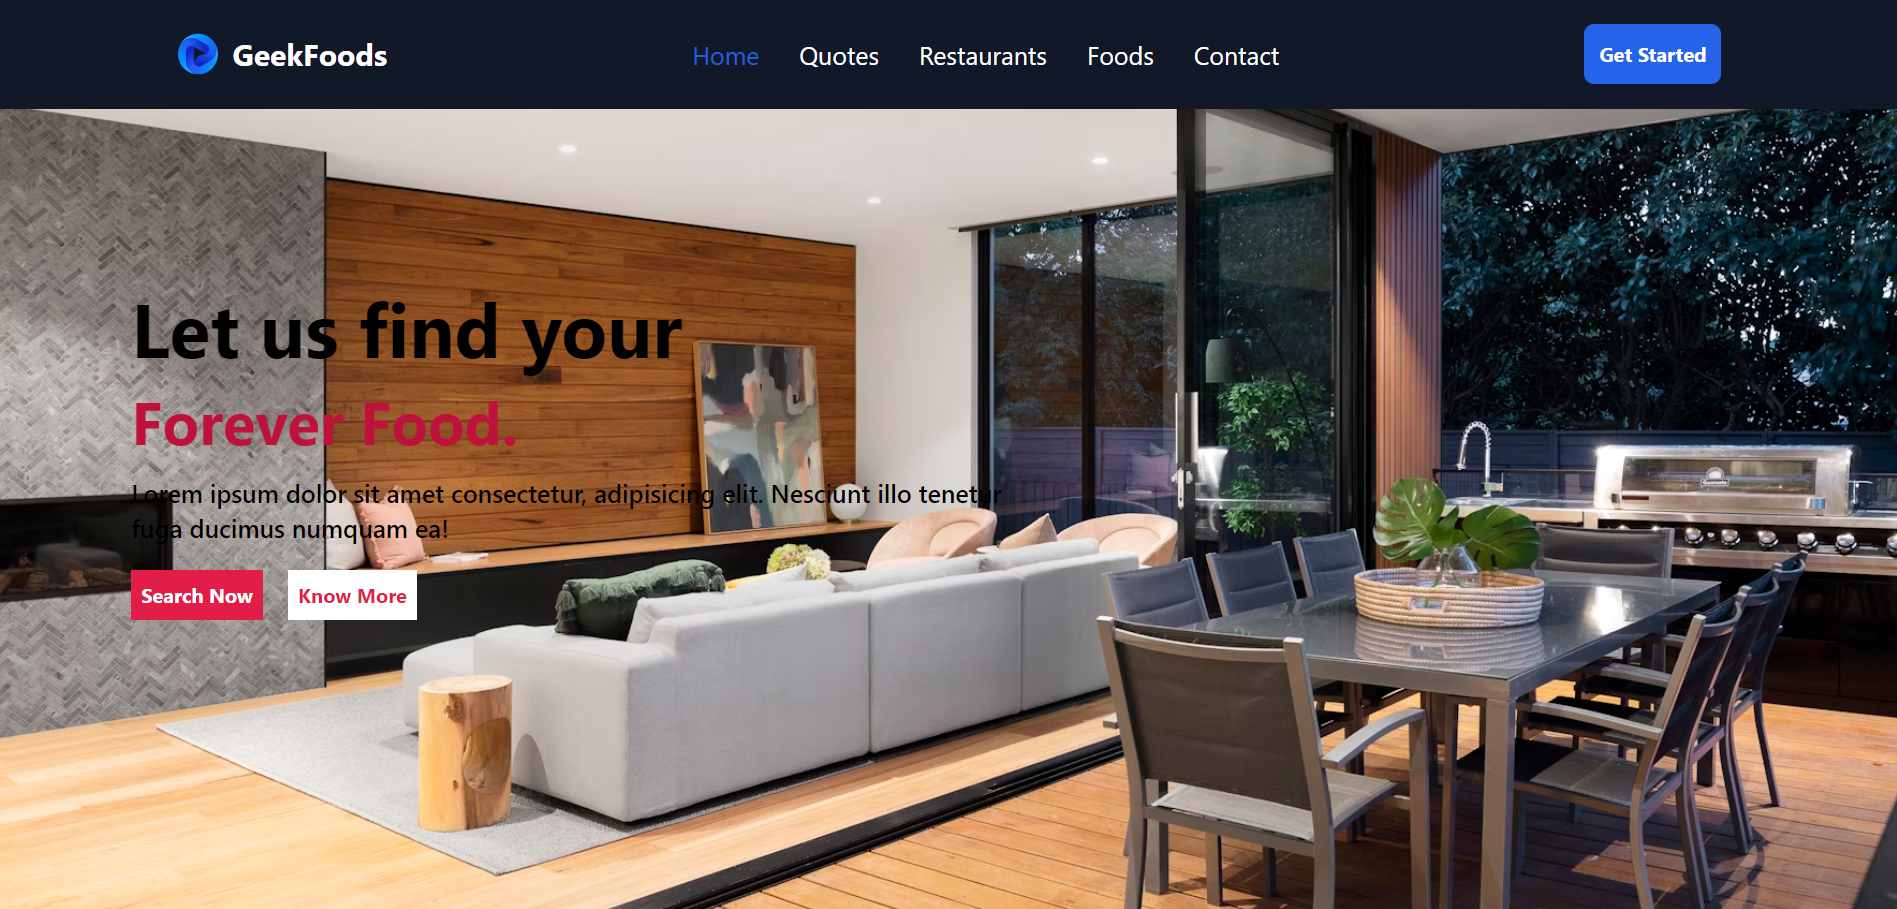 GeekFoods
Home Quotes Restaurants Foods Contact
Get Started
Let us find your
Forever Food.
Lorem ipsum dolor sit amet consectetur, adipisicing elit. Nesciunt illo tenetur
fuga ducimus numquam ea!
Search Now Know More